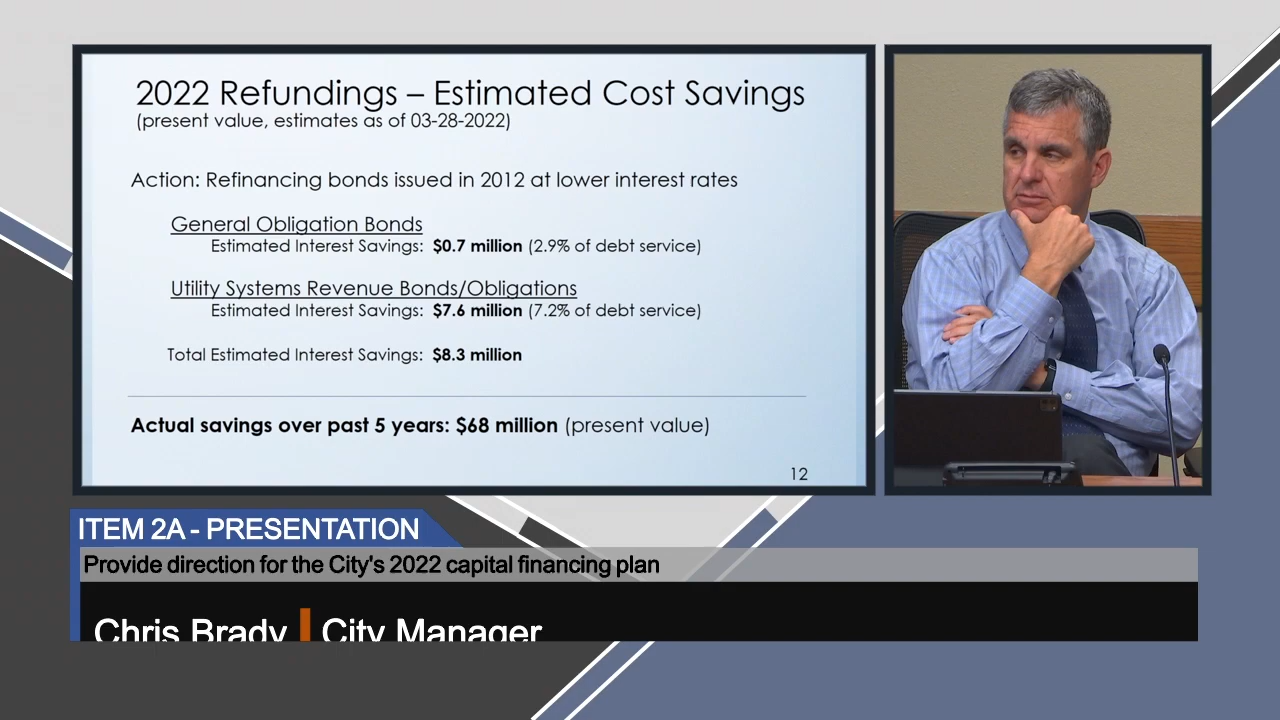 2022 Refundings – Estimated Cost Savings
(present value, estimates as of 03-28-2022)
Action: Refinancing bonds issued in 2012 at lower interest rates
General Obligation Bonds
Estimated Interest Savings: $0.7 million (2.9% of debt service)
Utility Systems Revenue Bonds/Obligations
Estimated Interest Savings: $7.6 million (7.2% of debt service)
Total Estimated Interest Savings: $8.3 million
Actual savings over past 5 years: $68 million (present value)
12
ITEM 2A - PRESENTATION
Provide direction for the City's 2022 capital financing plan
Chris Brady | City Manager